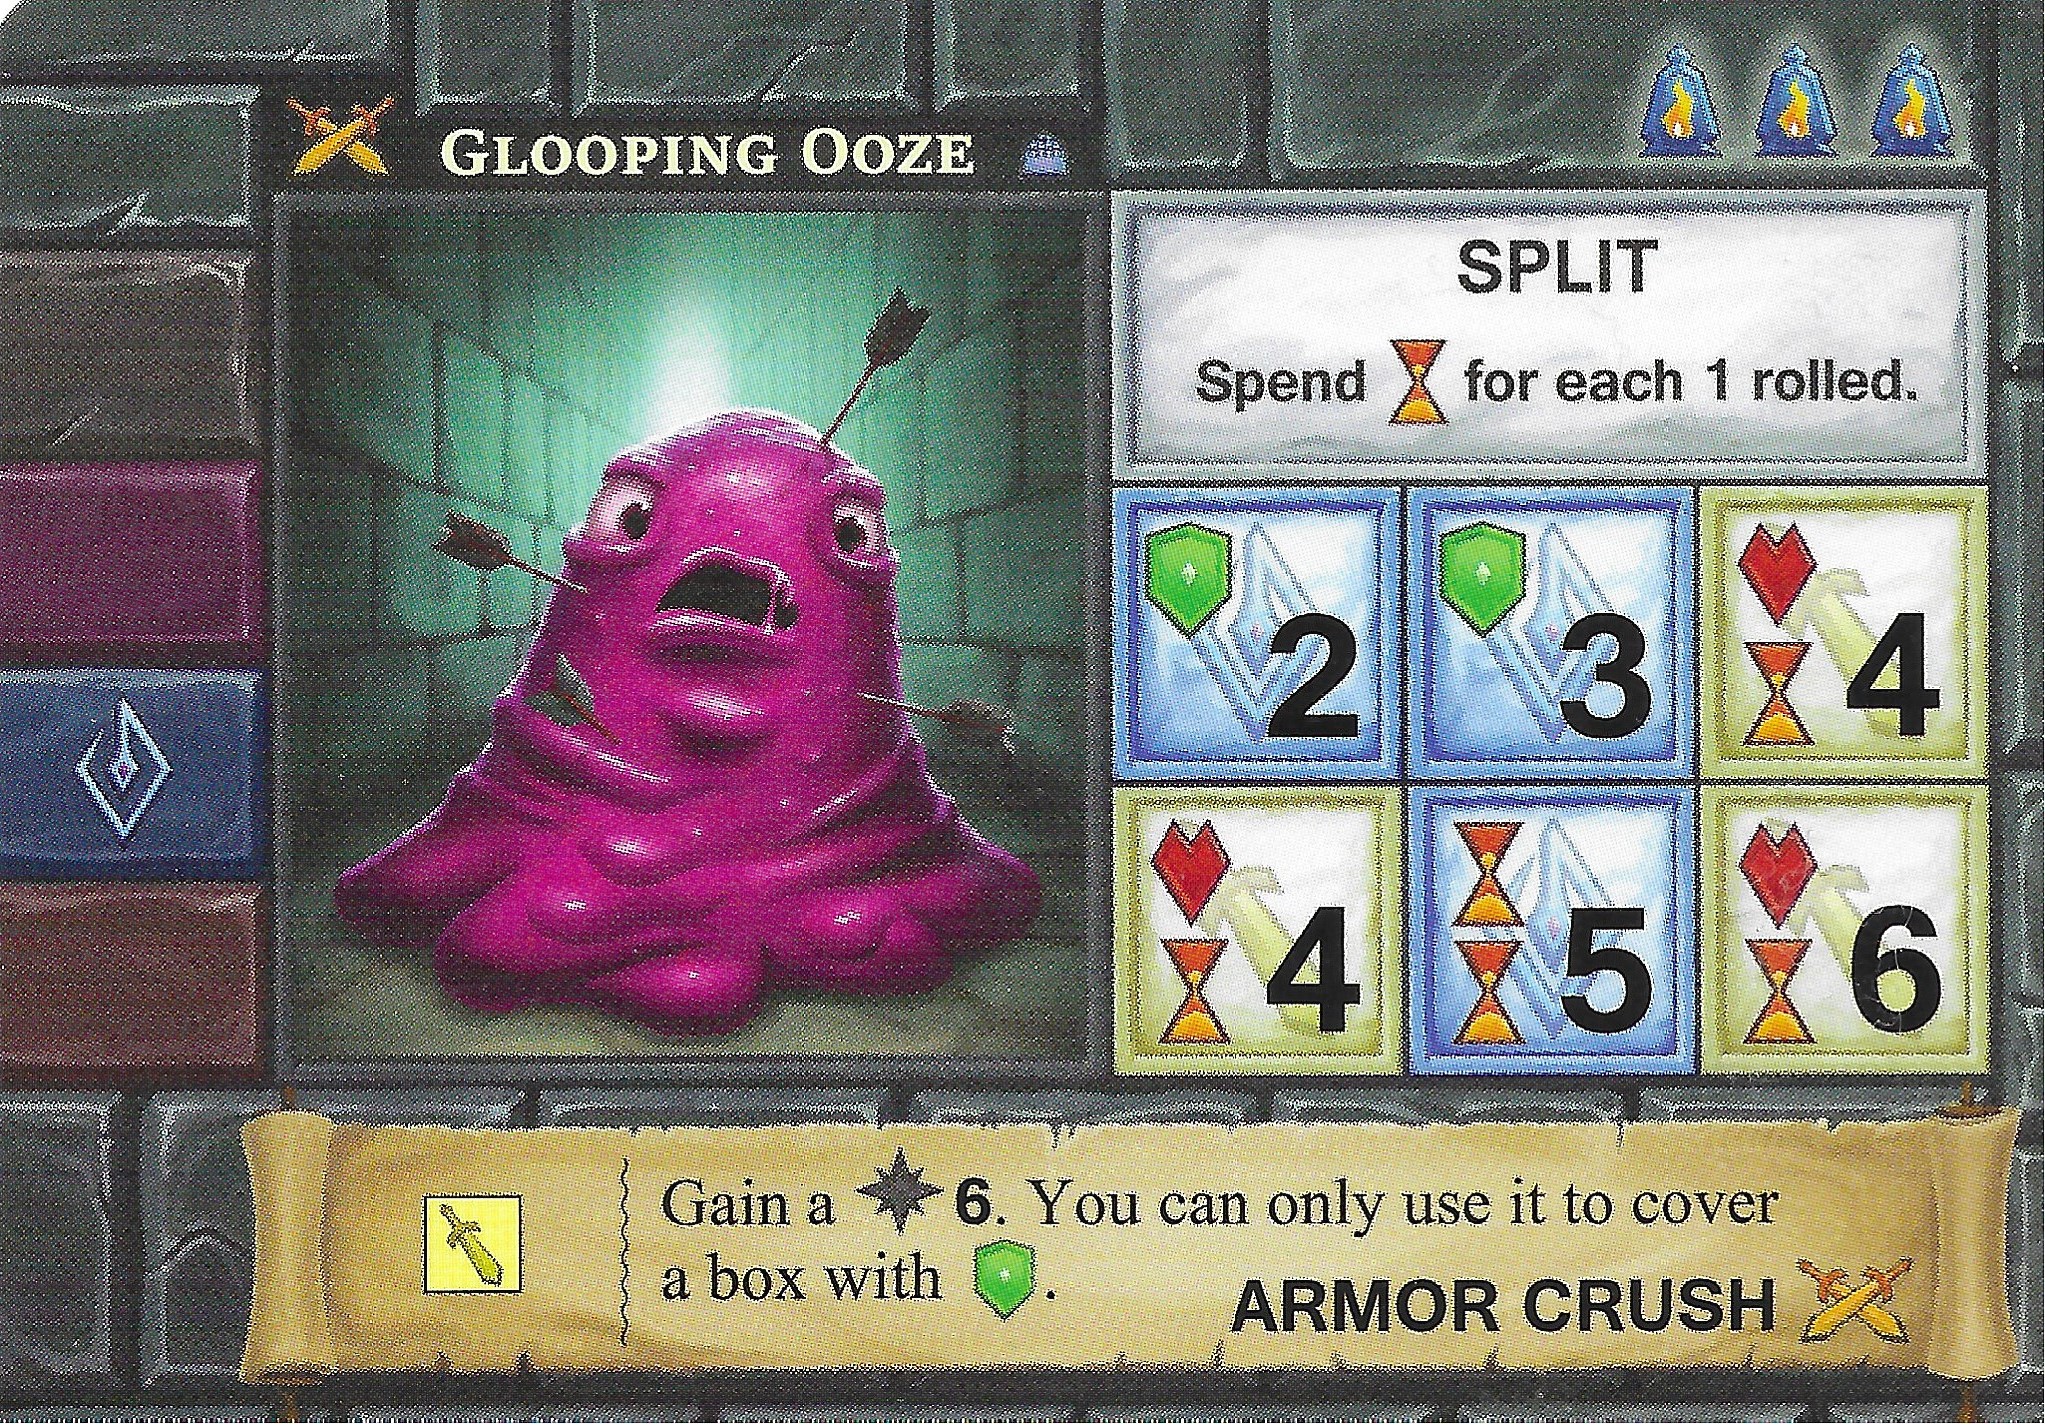 GLOOPING OOZE
SPLIT
Spend for each 1 rolled.
2 3 4
4 5 6
Gain a 6. You can only use it to cover
a box with .
ARMOR CRUSH